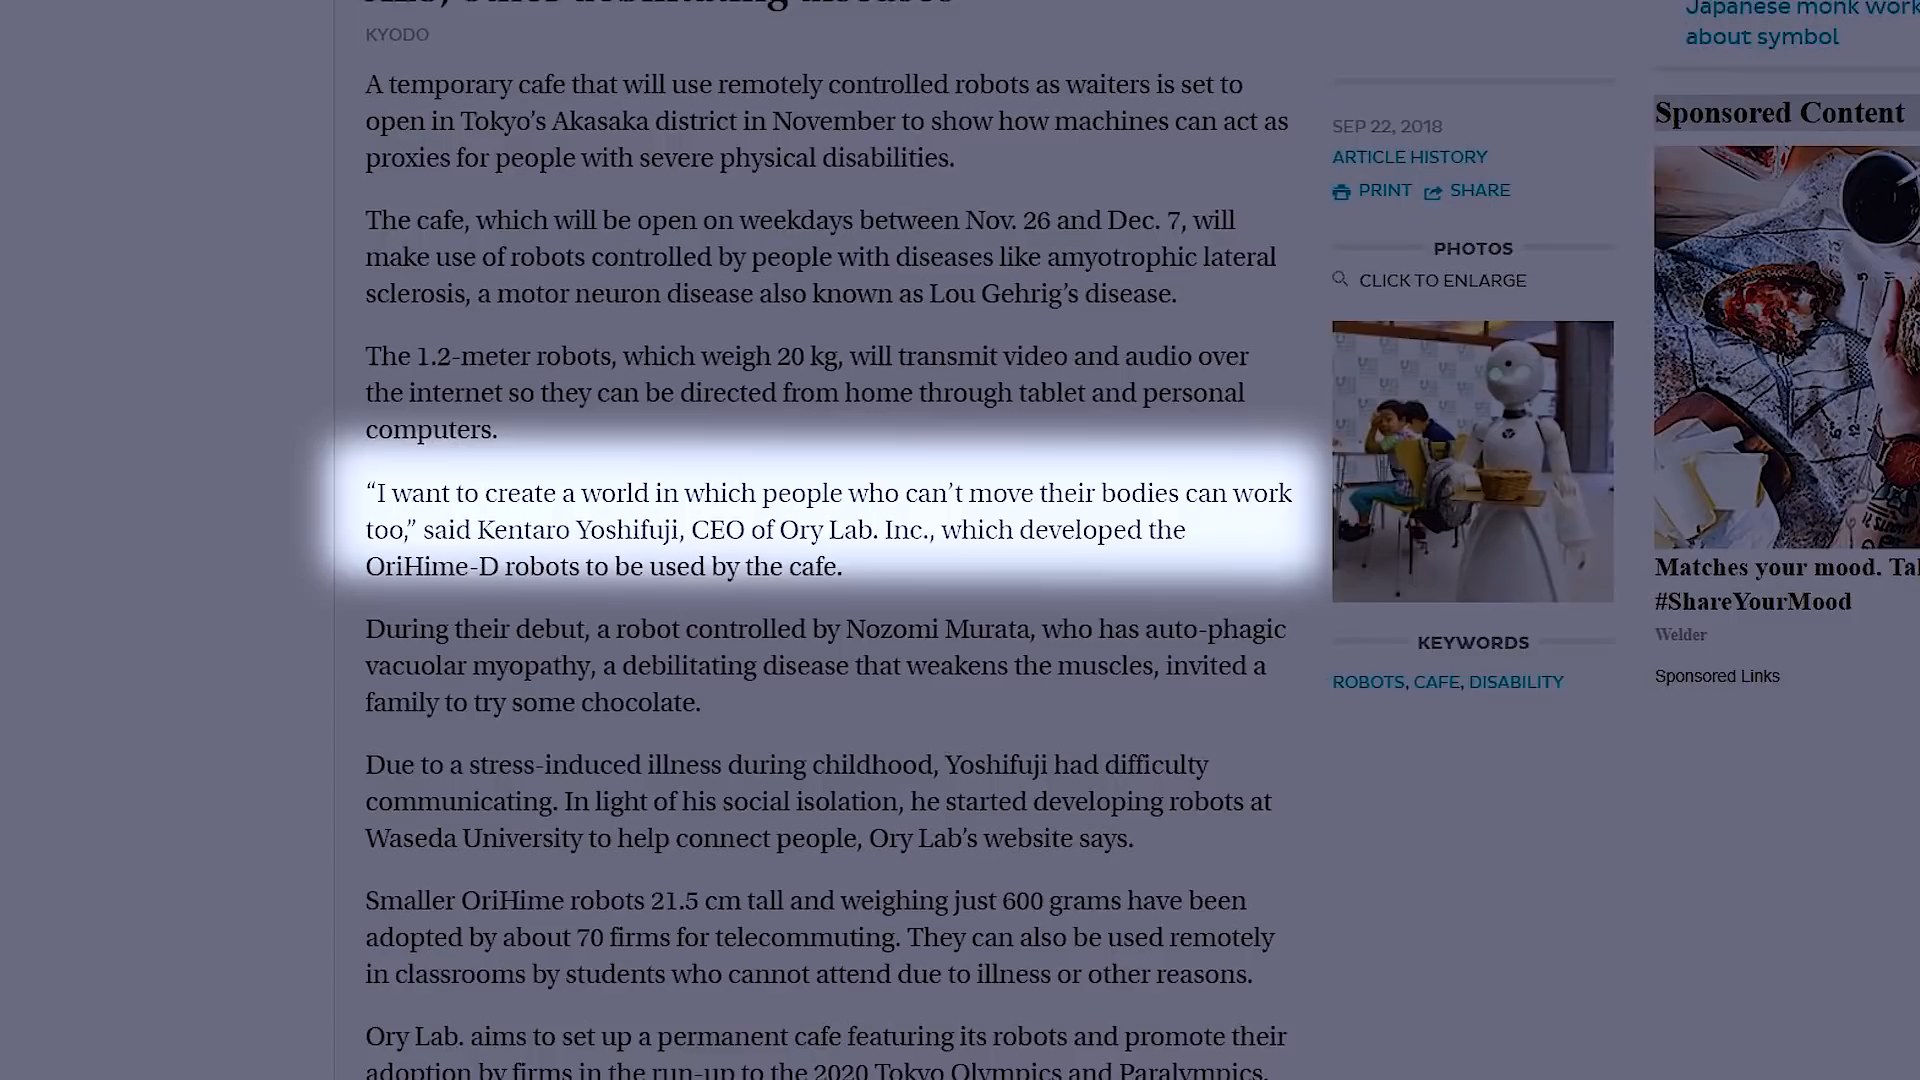 KYODO
A temporary cafe that will use remotely controlled robots as waiters is set to
open in Tokyo’s Akasaka district in November to show how machines can act as
proxies for people with severe physical disabilities.
The cafe, which will be open on weekdays between Nov. 26 and Dec. 7, will
make use of robots controlled by people with diseases like amyotrophic lateral
sclerosis, a motor neuron disease also known as Lou Gehrig’s disease.
The 1.2-meter robots, which weigh 20 kg, will transmit video and audio over
the internet so they can be directed from home through tablet and personal
computers.
“I want to create a world in which people who can’t move their bodies can work
too,” said Kentaro Yoshifuji, CEO of Ory Lab. Inc., which developed the
OriHime-D robots to be used by the cafe.
During their debut, a robot controlled by Nozomi Murata, who has auto-phagic
vacuolar myopathy, a debilitating disease that weakens the muscles, invited a
family to try some chocolate.
Due to a stress-induced illness during childhood, Yoshifuji had difficulty
communicating. In light of his social isolation, he started developing robots at
Waseda University to help connect people, Ory Lab’s website says.
Smaller OriHime robots 21.5 cm tall and weighing just 600 grams have been
adopted by about 70 firms for telecommuting. They can also be used remotely
in classrooms by students who cannot attend due to illness or other reasons.
Ory Lab. aims to set up a permanent cafe featuring its robots and promote their
adoption by firms in the run-up to the 2020 Tokyo Olympics and Paralympics.
SEP 22, 2018
ARTICLE HISTORY
PRINT SHARE
PHOTOS
CLICK TO ENLARGE
KEYWORDS
ROBOTS, CAFE, DISABILITY
Japanese monk work
about symbol
Sponsored Content
Matches your mood.
#ShareYourMood
Welder
Sponsored Links